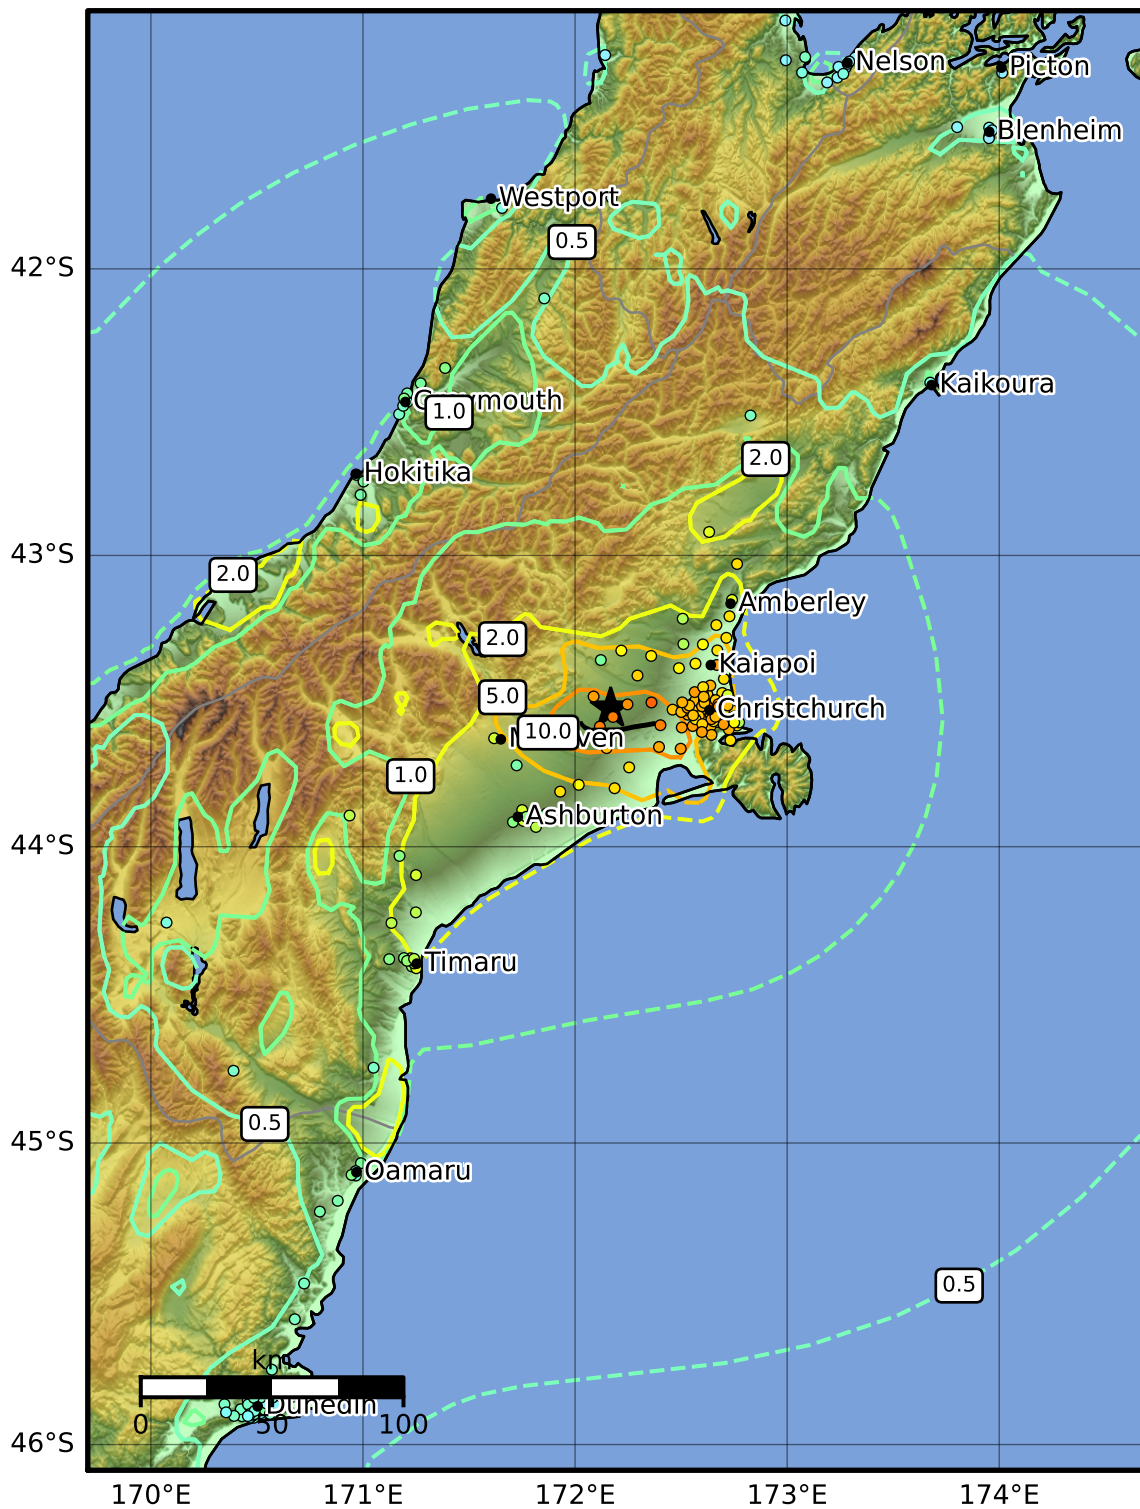 Nelson
Picton
Blenheim
Westport
0.5
42°S
Kaikoura
1.0
2.0
Hokitika
43°S
2.0
Amberley
2.0
Kaiapoi
5.0
Christchurch
10.0
1.0
Ashburton
44°S
Timaru
0.5
45°S
Oamaru
0.5
km
Dunedin
0
50
100
46°S
170°E
171°E
172°E
173°E
174°E